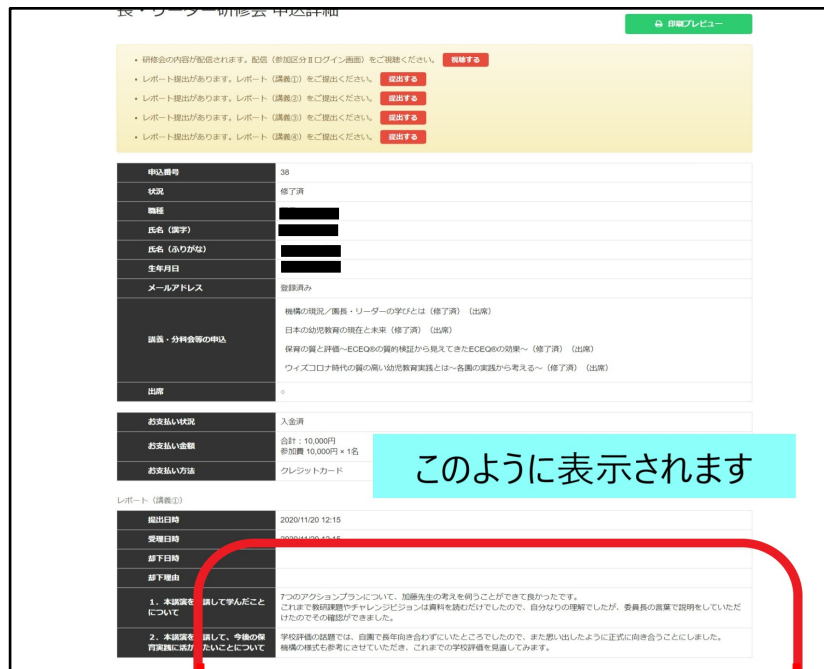 長・リーダー研修会 申込詳細
印刷プレビュー
• 研修会の内容が配信されます。配信（参加区分Ⅱログイン画面）をご視聴ください。 視聴する
• レポート提出があります。レポート（講義①）をご提出ください。 提出する
• レポート提出があります。レポート（講義②）をご提出ください。 提出する
• レポート提出があります。レポート（講義③）をご提出ください。 提出する
• レポート提出があります。レポート（講義④）をご提出ください。 提出する
申込番号 38
状況 修了済
職種
氏名（漢字）
氏名（ふりがな）
生年月日
メールアドレス 登録済み
講義・分科会等の申込
機構の現況／園長・リーダーの学びとは（修了済）（出席）
日本の幼児教育の現在と未来（修了済）（出席）
保育の質と評価～ECEQ®の質的検証から見えてきたECEQ®の効果～（修了済）（出席）
ウィズコロナ時代の質の高い幼児教育実践とは～各園の実践から考える～（修了済）（出席）
出席 ○
お支払い状況 入金済
お支払い金額 合計：10,000円
参加費 10,000円 × 1名
お支払い方法 クレジットカード
このように表示されます
レポート（講義①）
提出日時 2020/11/20 12:15
受理日時 2020/11/20 12:15
却下日時
却下理由
1．本講演を 講して学んだこと
について
7つのアクションプランについて、加藤先生の考えを伺うことができて良かったです。
これまで教研課題やチャレンジビジョンは資料を読むだけでしたので、自分なりの理解でしたが、委員長の言葉で説明をしていただ
けたのでその確認ができました。
2．本講演を 講して、今後の保
育実践に活か たいことについて
学校評価の話題では、自園で長年向き合わずにいたところでしたので、また思い出したように正式に向き合うことにしました。
機構の様式も参考にさせていただき、これまでの学校評価を見直してみます。